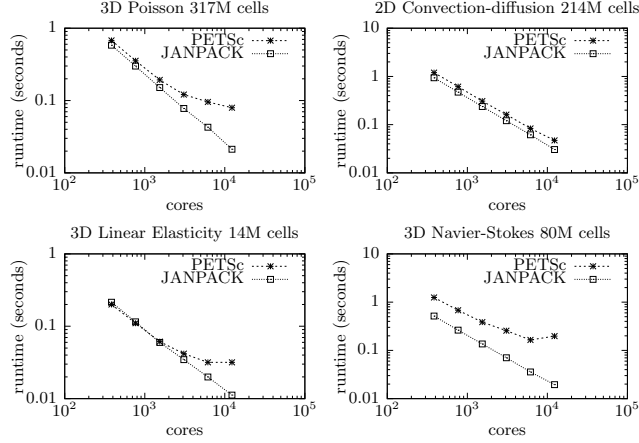 3D Poisson 317M cells
1
0.1
0.01
10^2 10^3 10^4 10^5
runtime (seconds)
cores
PETSc
JANPACK
2D Convection-diffusion 214M cells
10
1
0.1
0.01
10^2 10^3 10^4 10^5
runtime (seconds)
cores
PETSc
JANPACK
3D Linear Elasticity 14M cells
1
0.1
0.01
10^2 10^3 10^4 10^5
runtime (seconds)
cores
PETSc
JANPACK
3D Navier-Stokes 80M cells
10
1
0.1
0.01
10^2 10^3 10^4 10^5
runtime (seconds)
cores
PETSc
JANPACK